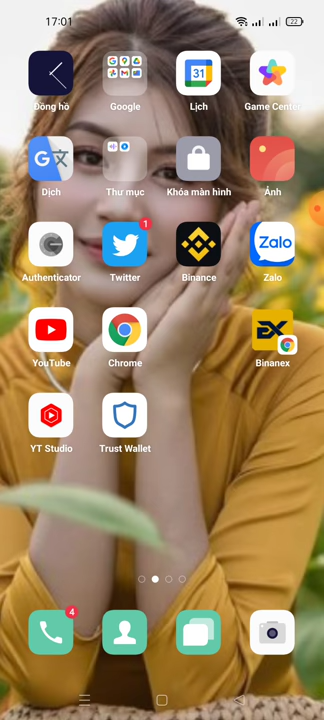 17:01
22
Đồng hồ
Google
31
Lịch
Game Center
G
Dịch
Thư mục
Khóa màn hình
Ảnh
Authenticator
1
Twitter
Binance
Zalo
Zalo
YouTube
Chrome
EX
Binanex
YT Studio
Trust Wallet
4